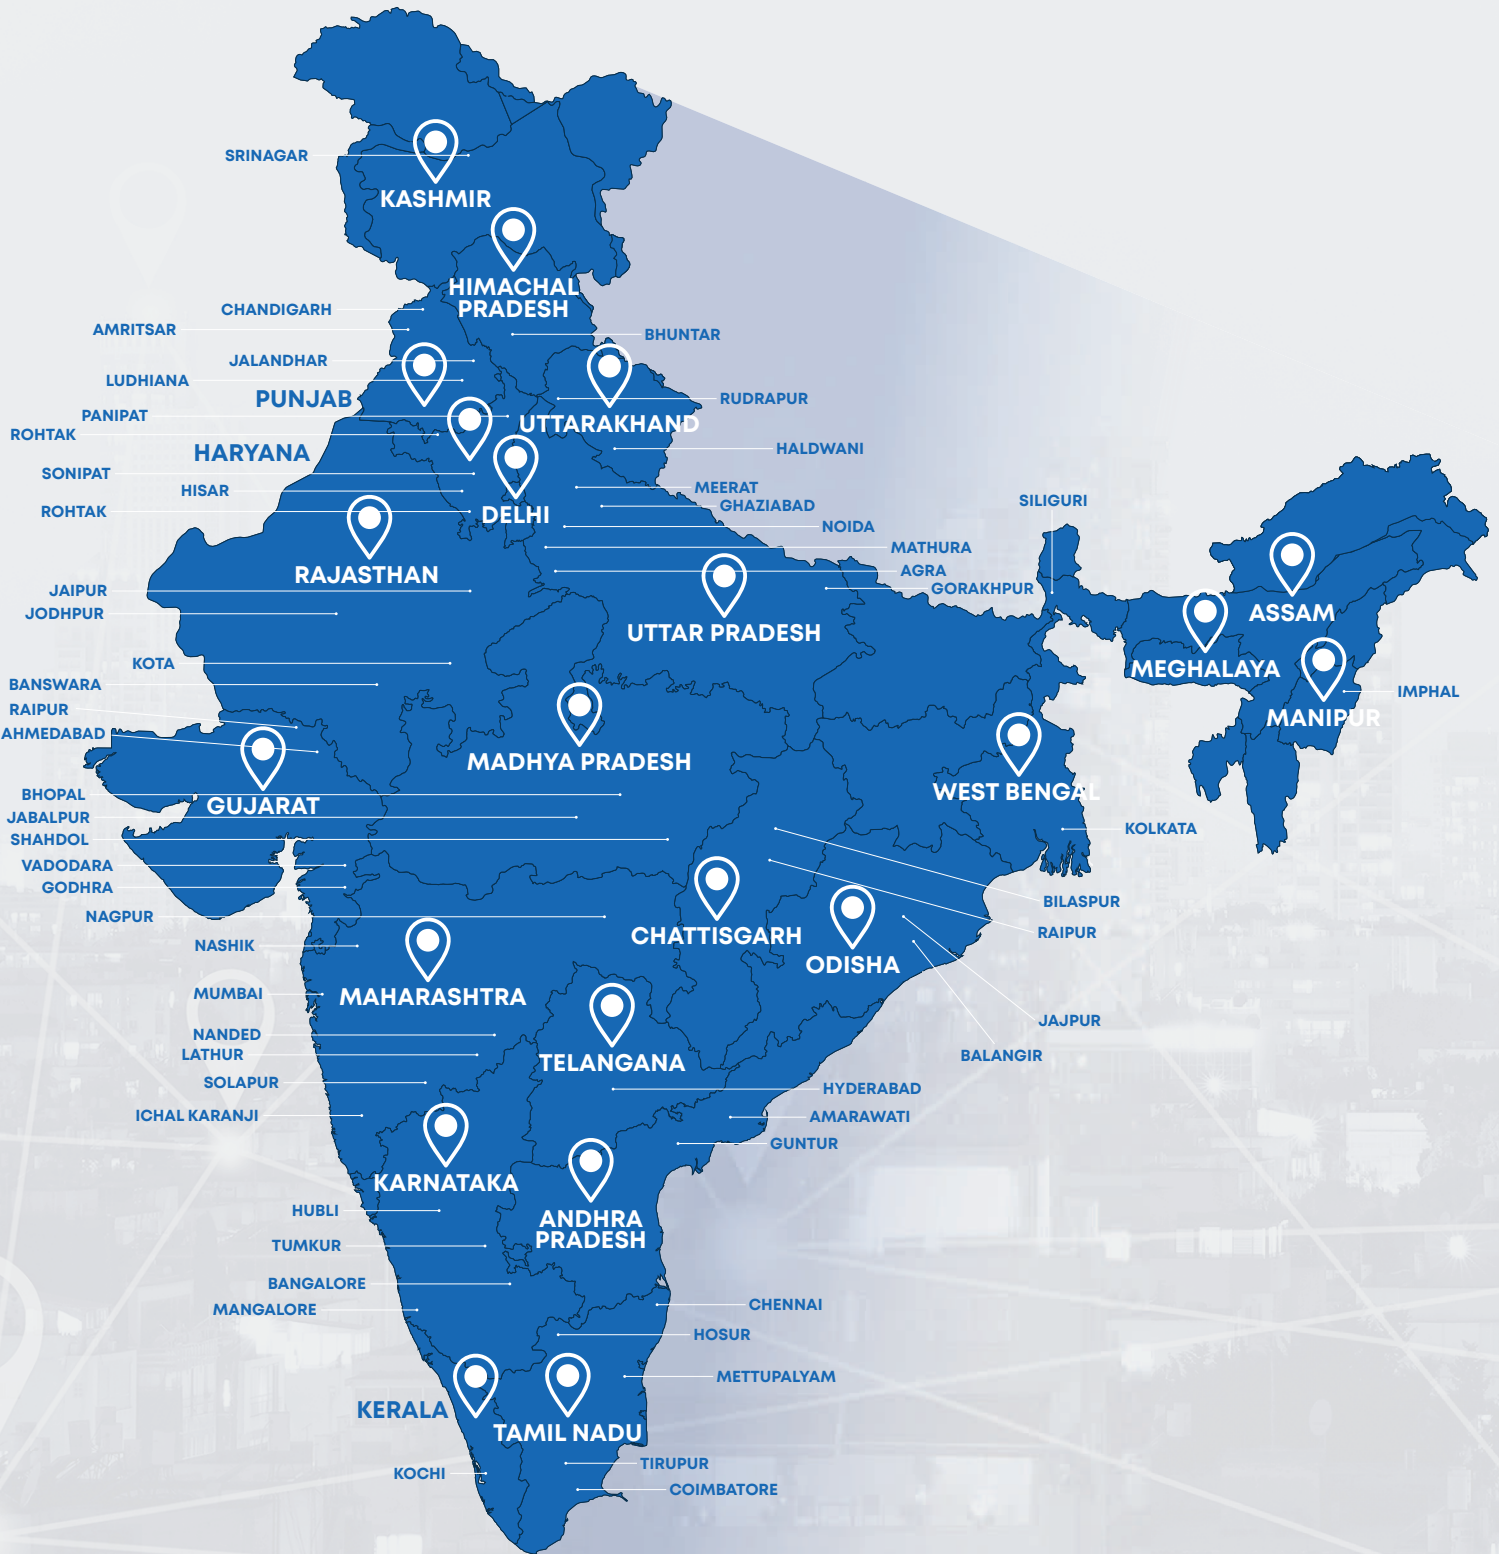 SRINAGAR
KASHMIR
HIMACHAL
PRADESH
CHANDIGARH
AMRITSAR
BHUNTAR
JALANDHAR
LUDHIANA
PUNJAB
RUDRAPUR
PANIPAT
UTTARAKHAND
ROHTAK
HARYANA
HALDWANI
SONIPAT
HISAR
MEERAT
GHAZIABAD
SILIGURI
ROHTAK
DELHI
NOIDA
MATHURA
AGRA
RAJASTHAN
GORAKHPUR
JAIPUR
JODHPUR
ASSAM
UTTAR PRADESH
KOTA
MEGHALAYA
BANSWARA
IMPHAL
RAIPUR
MANIPUR
AHMEDABAD
MADHYA PRADESH
BHOPAL
WEST BENGAL
GUJARAT
JABALPUR
KOLKATA
SHAHDOL
VADODARA
GODHRA
BILASPUR
NAGPUR
RAIPUR
CHATTISGARH
NASHIK
ODISHA
MUMBAI
MAHARASHTRA
JAJPUR
NANDED
LATHUR
BALANGIR
TELANGANA
SOLAPUR
HYDERABAD
ICHAL KARANJI
AMARAWATI
GUNTUR
KARNATAKA
HUBLI
ANDHRA
PRADESH
TUMKUR
BANGALORE
MANGALORE
CHENNAI
HOSUR
METTUPALYAM
KERALA
TAMIL NADU
TIRUPUR
KOCHI
COIMBATORE